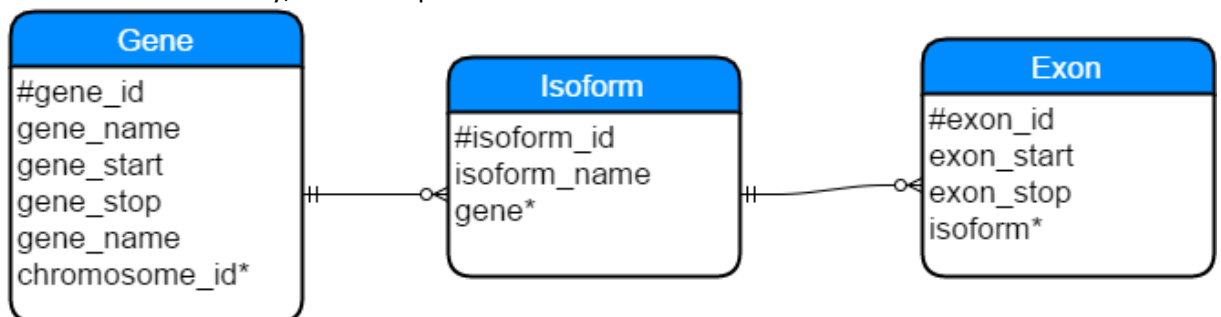 Gene
#gene_id
gene_name
gene_start
gene_stop
gene_name
chromosome_id*
Isoform
#isoform_id
isoform_name
gene*
Exon
#exon_id
exon_start
exon_stop
isoform*